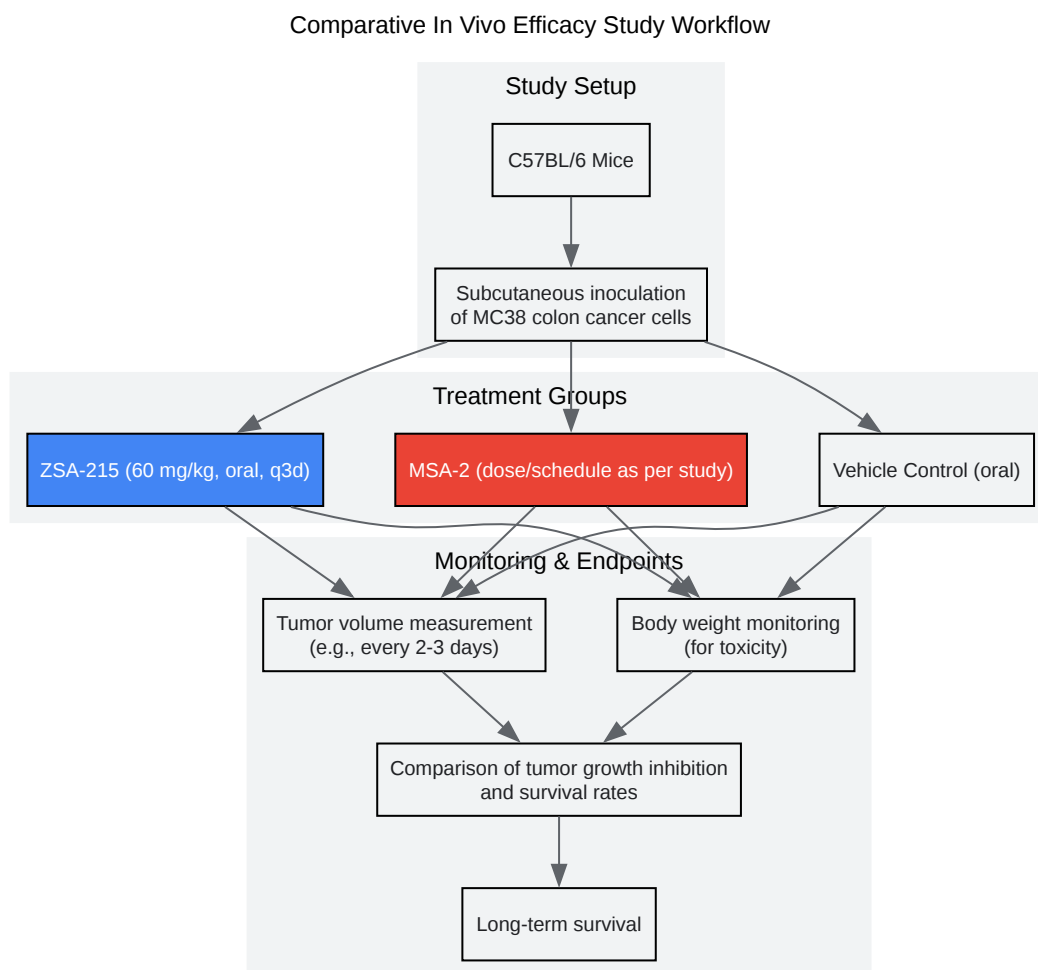 Comparative In Vivo Efficacy Study Workflow
Study Setup
C57BL/6 Mice
Subcutaneous inoculation
of MC38 colon cancer cells
Treatment Groups
ZSA-215 (60 mg/kg, oral, q3d)
MSA-2 (dose/schedule as per study)
Vehicle Control (oral)
Monitoring & Endpoints
Tumor volume measurement
(e.g., every 2-3 days)
Body weight monitoring
(for toxicity)
Comparison of tumor growth inhibition
and survival rates
Long-term survival